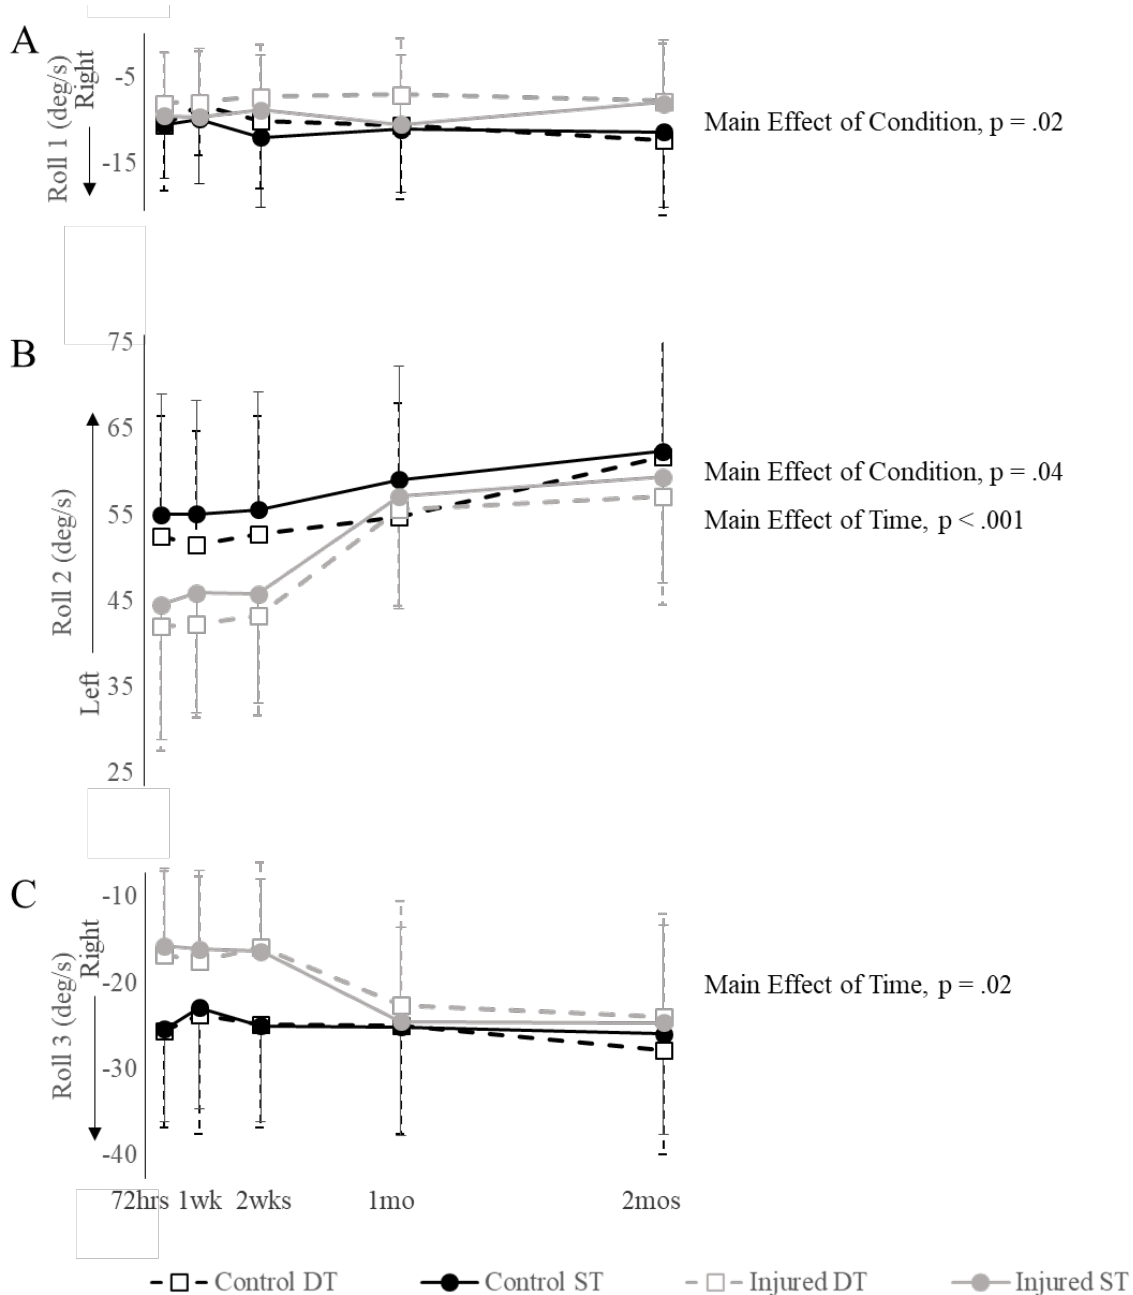 A
Roll 1 (deg/s)
Right
-5
-15
Main Effect of Condition, p = .02
B
Roll 2 (deg/s)
Left
75
65
55
45
35
25
Main Effect of Condition, p = .04
Main Effect of Time, p < .001
C
Roll 3 (deg/s)
Right
-10
-20
-30
-40
Main Effect of Time, p = .02
72hrs 1wk 2wks 1mo 2mos
Control DT Control ST Injured DT Injured ST